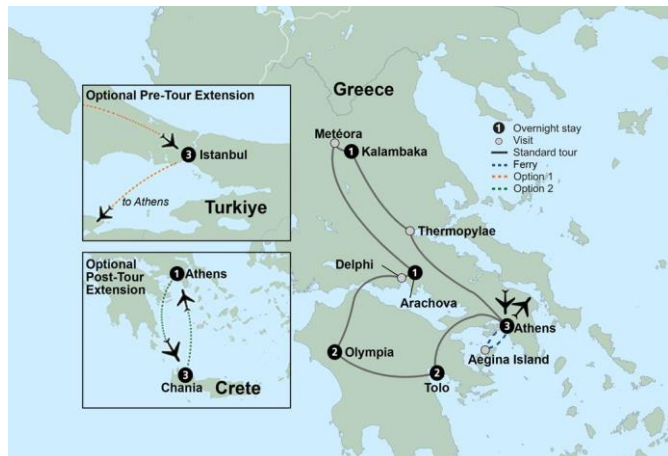 Greece
Optional Pre-Tour Extension
3
Istanbul
to Athens
Turkiye
Metéora
1
Kalambaka
1 Overnight stay
Visit
Standard tour
Ferry
Option 1
Option 2
Thermopylae
Optional
Post-Tour
Extension
1
Athens
3
Chania
Crete
Delphi
1
Arachova
3
Athens
Aegina Island
2
Olympia
2
Tolo